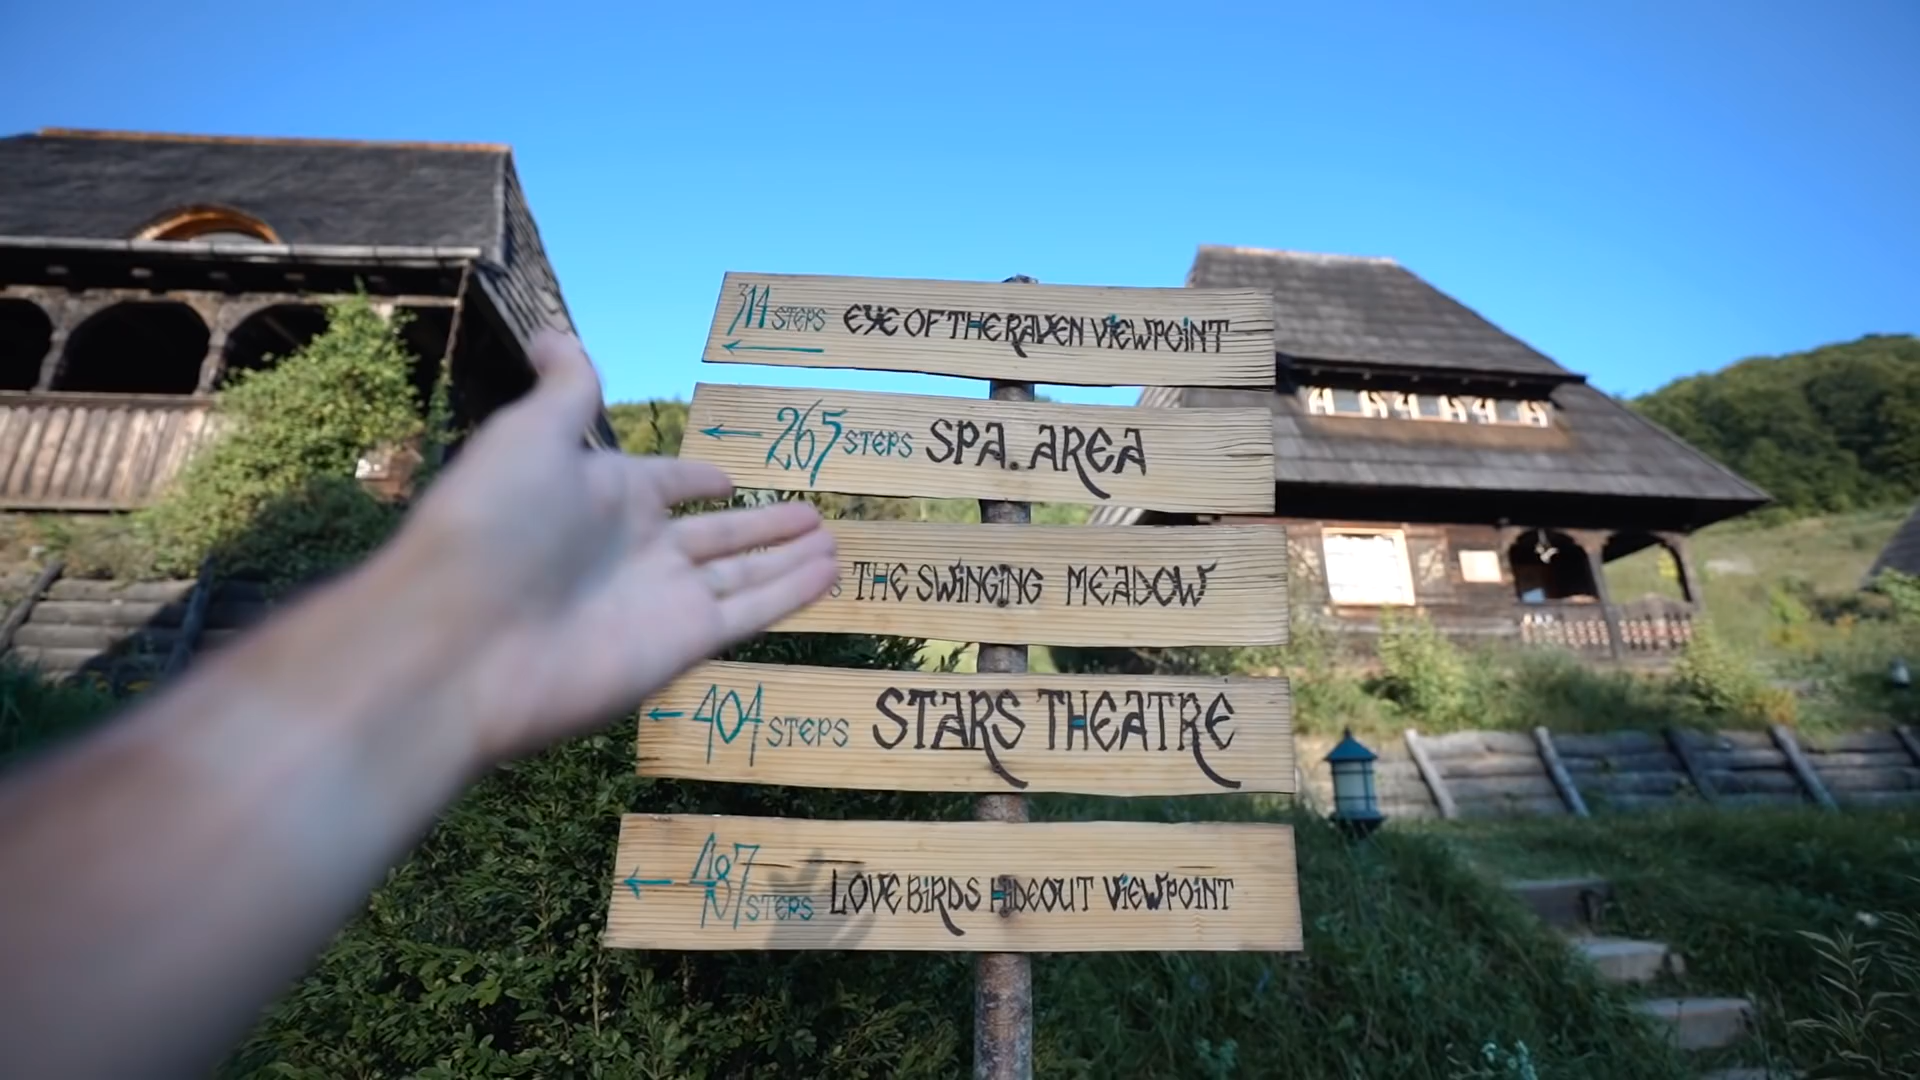 314 STEPS EYE OF THE RAVEN VIEWPOINT
265 STEPS SPA. AREA
THE SWINGING MEADOW
404 STEPS STARS THEATRE
487 STEPS LOVE BIRDS HIDEOUT VIEWPOINT